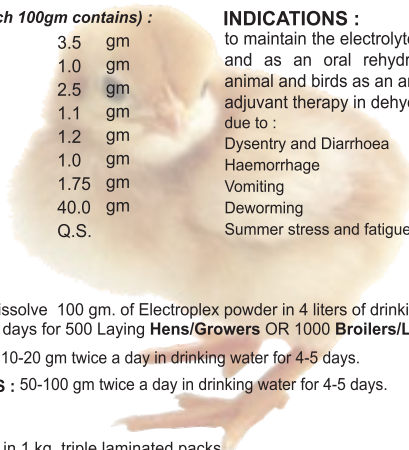 ch 100gm contains) :
3.5 gm
1.0 gm
2.5 gm
1.1 gm
1.2 gm
1.0 gm
1.75 gm
40.0 gm
Q.S.
INDICATIONS :
to maintain the electrolyt
and as an oral rehydr
animal and birds as an a
adjuvant therapy in dehy
due to :
Dysentry and Diarrhoea
Haemorrhage
Vomiting
Deworming
Summer stress and fatigue
issolve 100 gm. of Electroplex powder in 4 liters of drinki
days for 500 Laying Hens/Growers OR 1000 Broilers/L
10-20 gm twice a day in drinking water for 4-5 days.
S : 50-100 gm twice a day in drinking water for 4-5 days.
in 1 kg. triple laminated packs